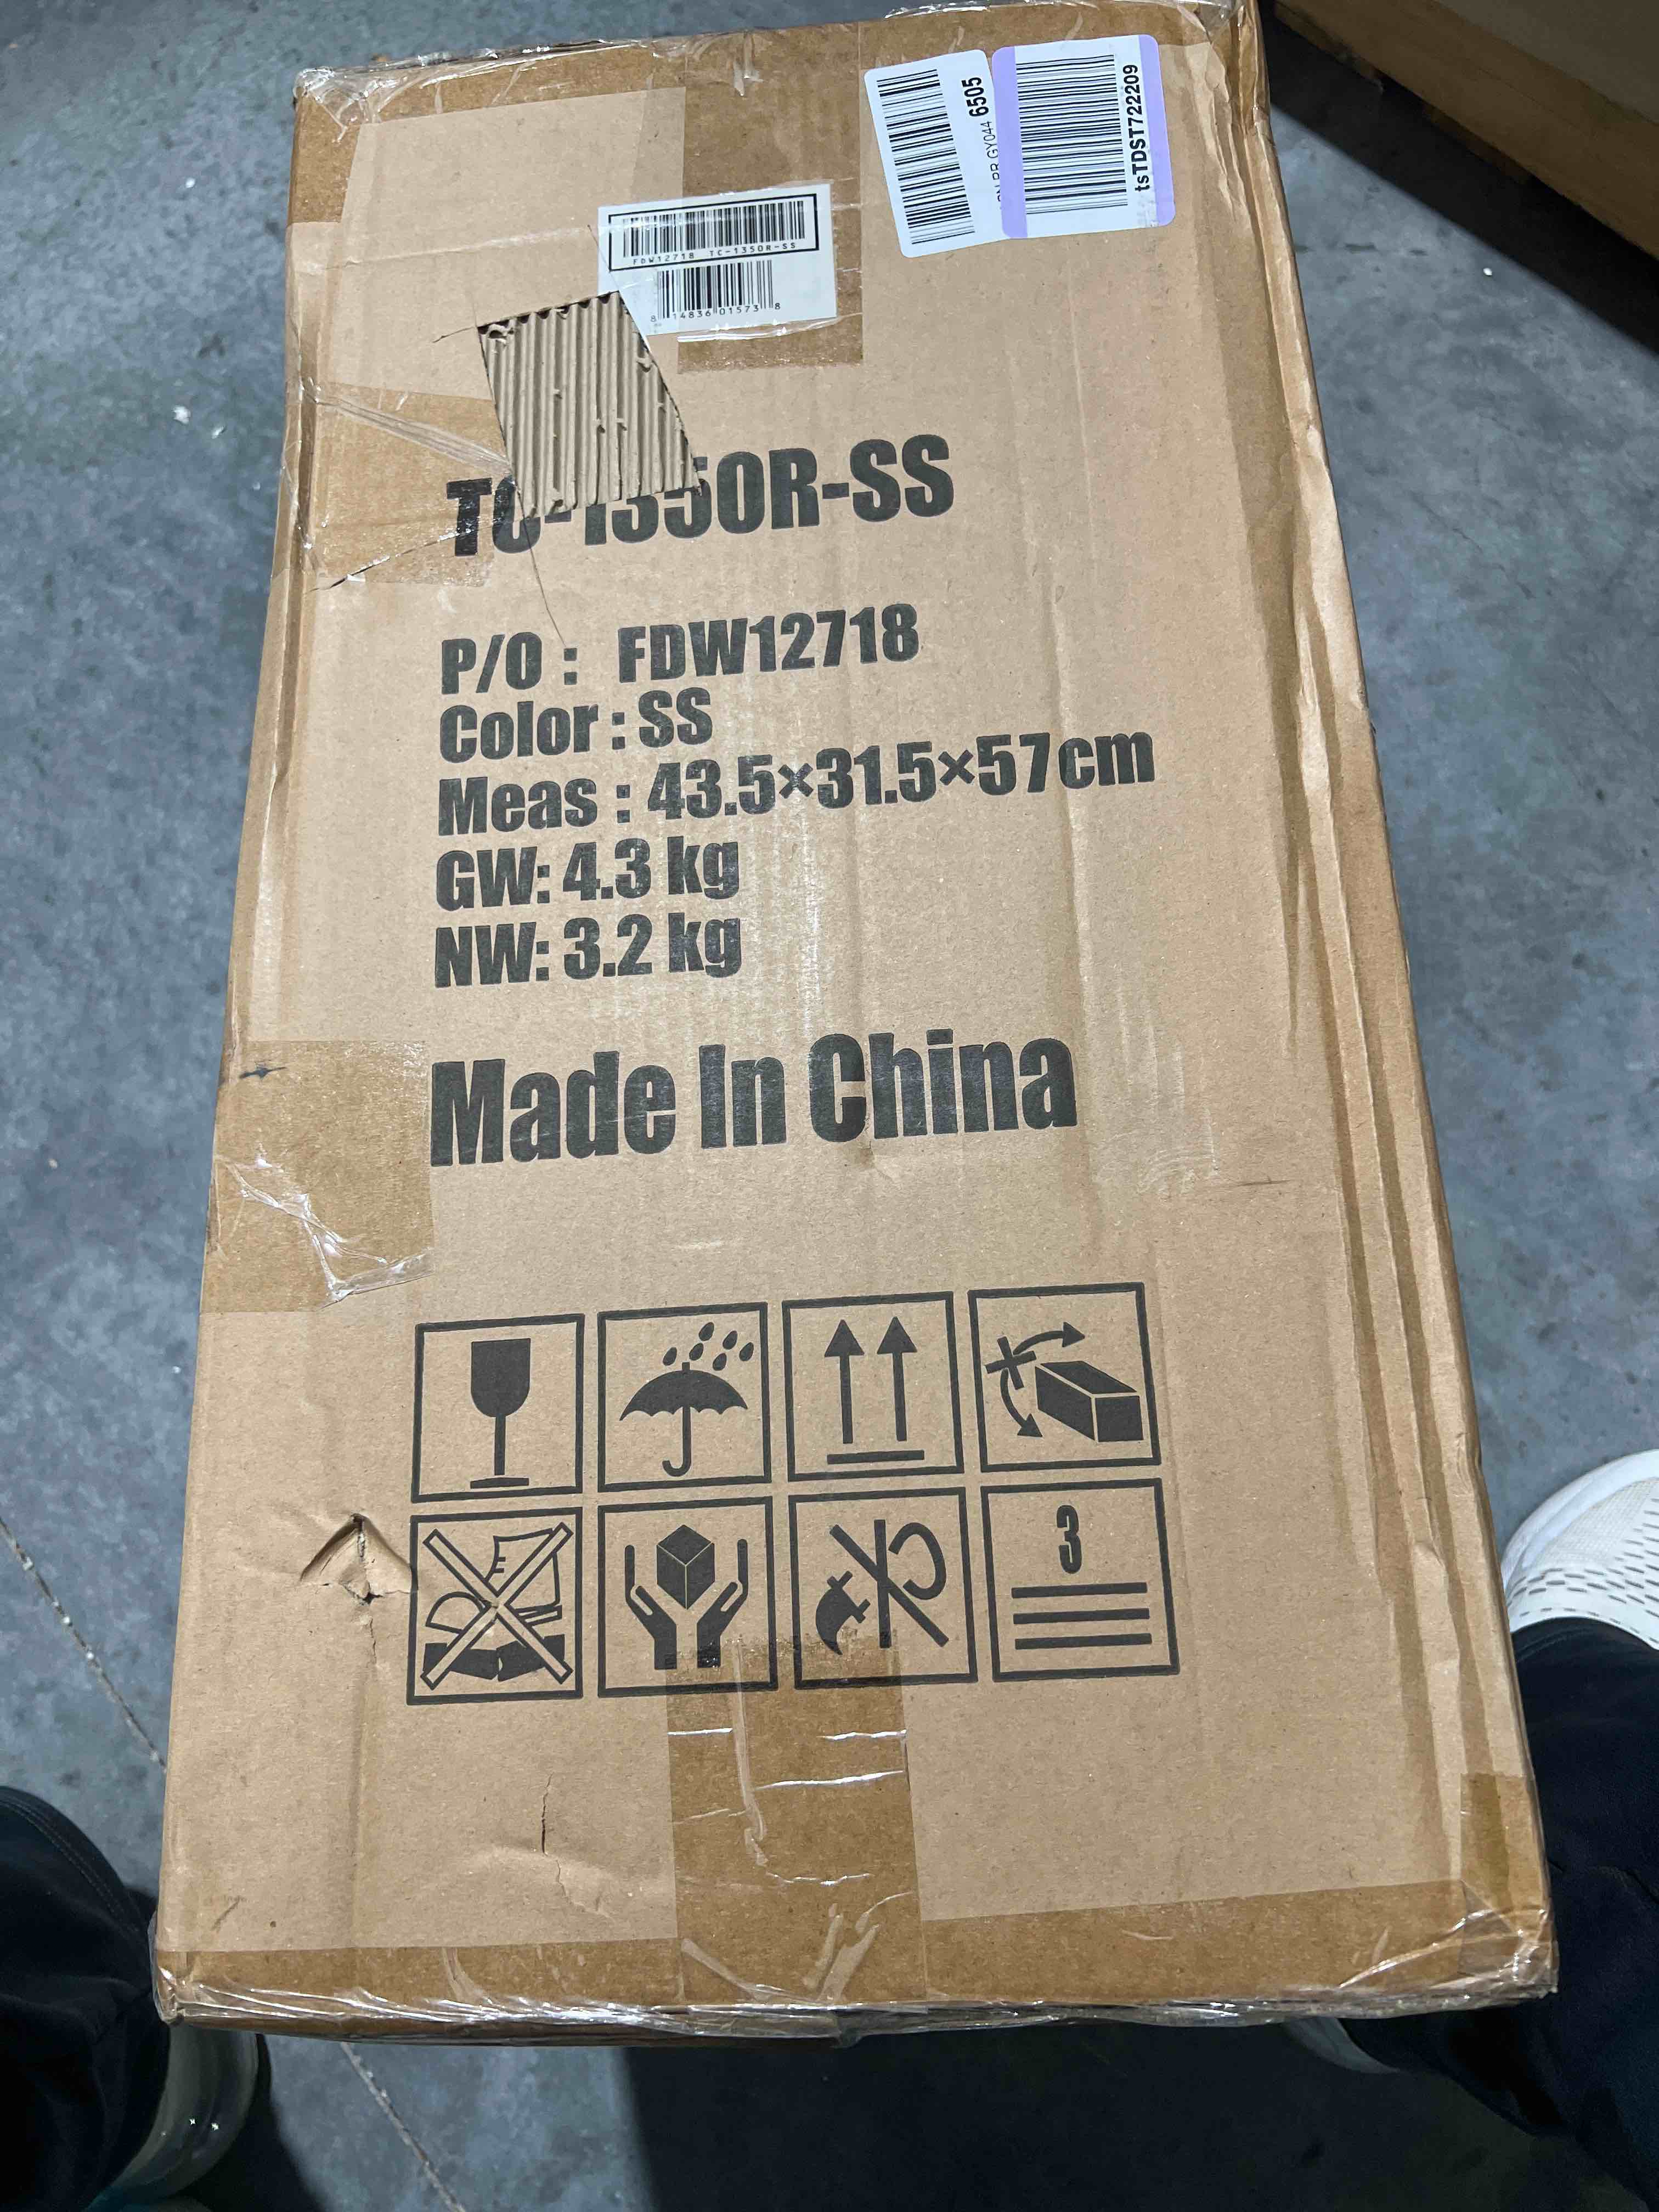 6505
GY044
tsTDST722209
FDW12718 TC-1350R-SS
8 14836 01573 8
TC-1350R-SS
P/O : FDW12718
Color : SS
Meas : 43.5×31.5×57cm
GW: 4.3 kg
NW: 3.2 kg
Made In China
3